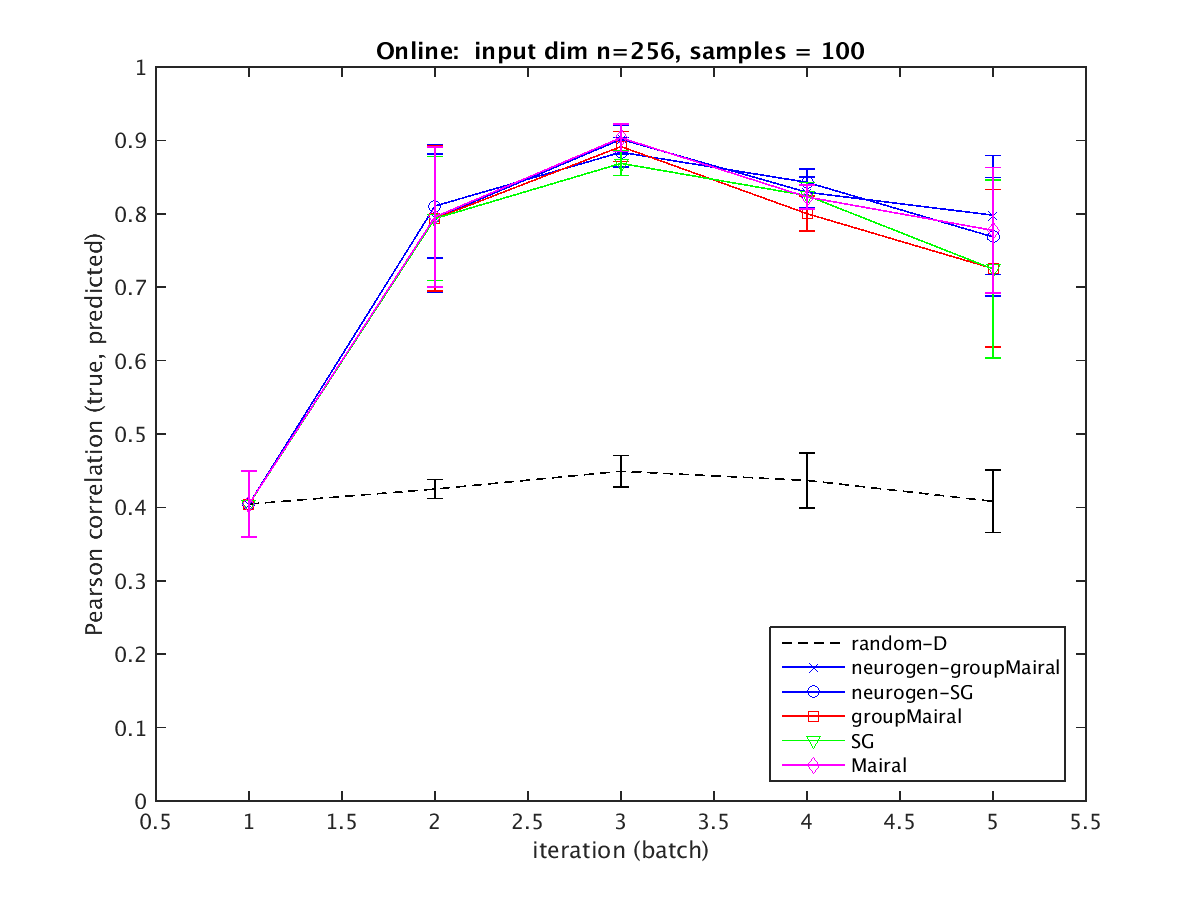 Online:  input dim n=256, samples = 100
Pearson correlation (true, predicted)
1
0.9
0.8
0.7
0.6
0.5
0.4
0.3
0.2
0.1
0
0.5 1 1.5 2 2.5 3 3.5 4 4.5 5 5.5
iteration (batch)
random-D
neurogen-groupMairal
neurogen-SG
groupMairal
SG
Mairal